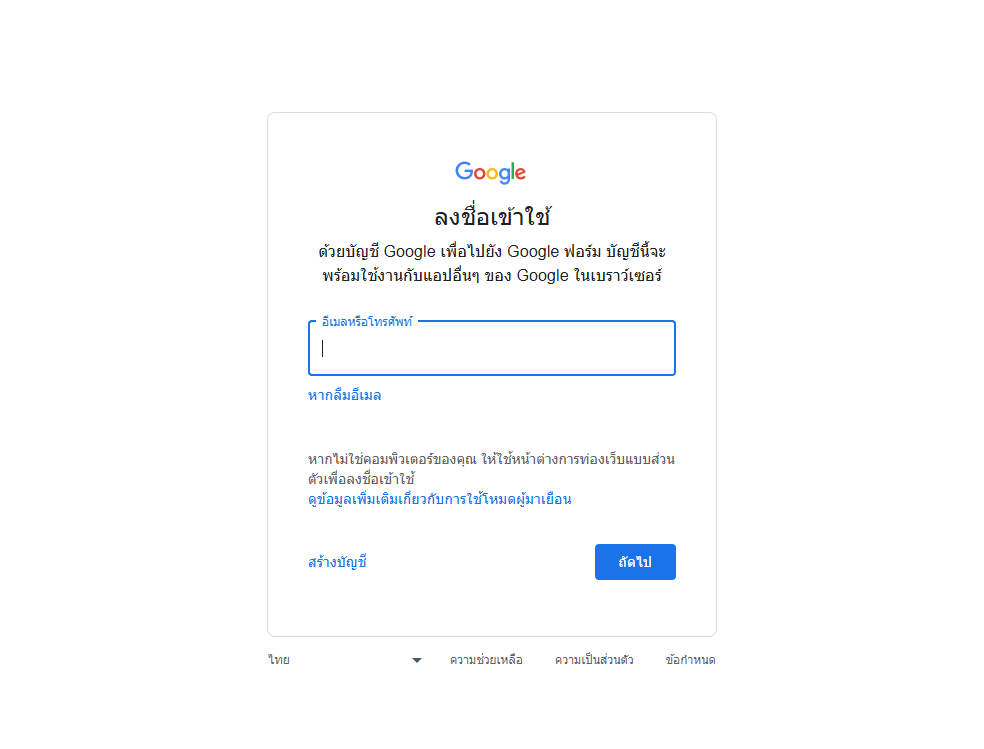 Google
ลงชื่อเข้าใช้
ด้วยบัญชี Google เพื่อไปยัง Google ฟอร์ม บัญชีนี้จะ
พร้อมใช้งานกับแอปอื่นๆ ของ Google ในเบราว์เซอร์
อีเมลหรือโทรศัพท์
หากลืมอีเมล
หากไม่ใช่คอมพิวเตอร์ของคุณ ให้ใช้หน้าต่างการท่องเว็บแบบส่วน
ตัวเพื่อลงชื่อเข้าใช้
ดูข้อมูลเพิ่มเติมเกี่ยวกับการใช้โหมดผู้มาเยือน
สร้างบัญชี ถัดไป
ไทย ความช่วยเหลือ ความเป็นส่วนตัว ข้อกำหนด